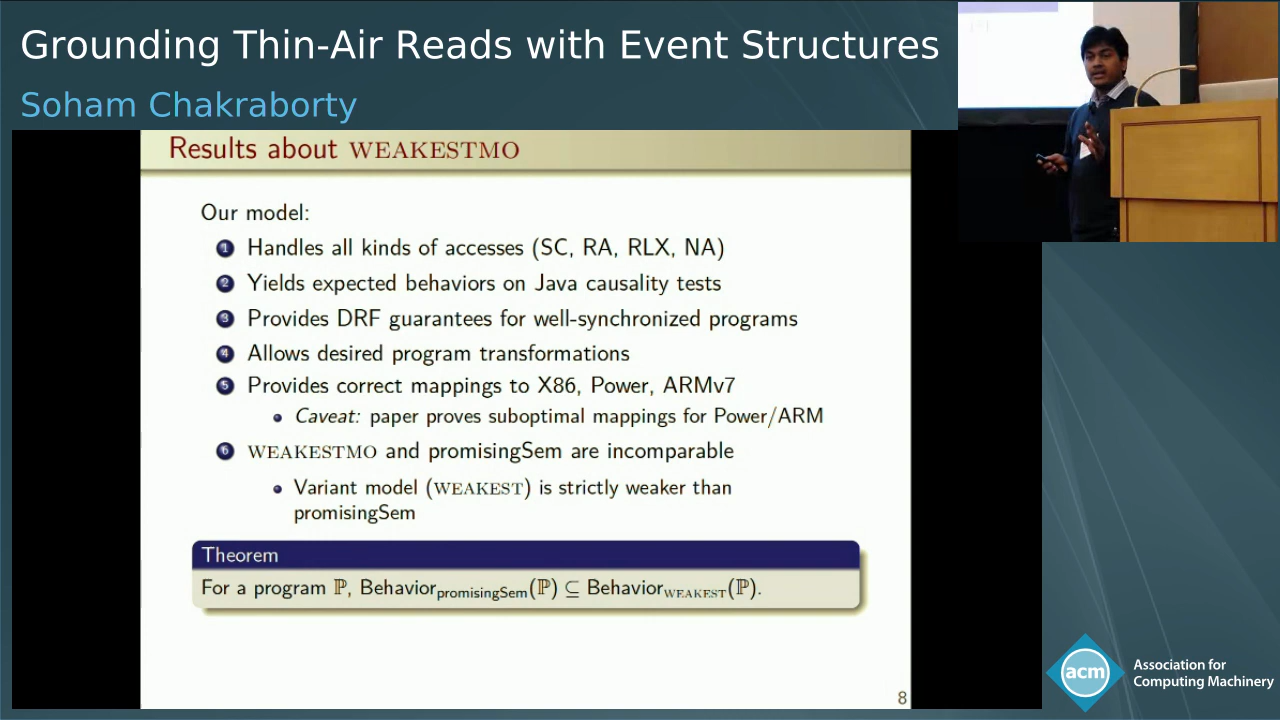 Grounding Thin-Air Reads with Event Structures
Soham Chakraborty
Results about WEAKESTMO
Our model:
1 Handles all kinds of accesses (SC, RA, RLX, NA)
2 Yields expected behaviors on Java causality tests
3 Provides DRF guarantees for well-synchronized programs
4 Allows desired program transformations
5 Provides correct mappings to X86, Power, ARMv7
• Caveat: paper proves suboptimal mappings for Power/ARM
6 WEAKESTMO and promisingSem are incomparable
• Variant model (WEAKEST) is strictly weaker than
promisingSem
Theorem
For a program ℙ, Behavior_promisingSem(ℙ) ⊆ Behavior_WEAKEST(ℙ).
8
acm
Association for
Computing Machinery